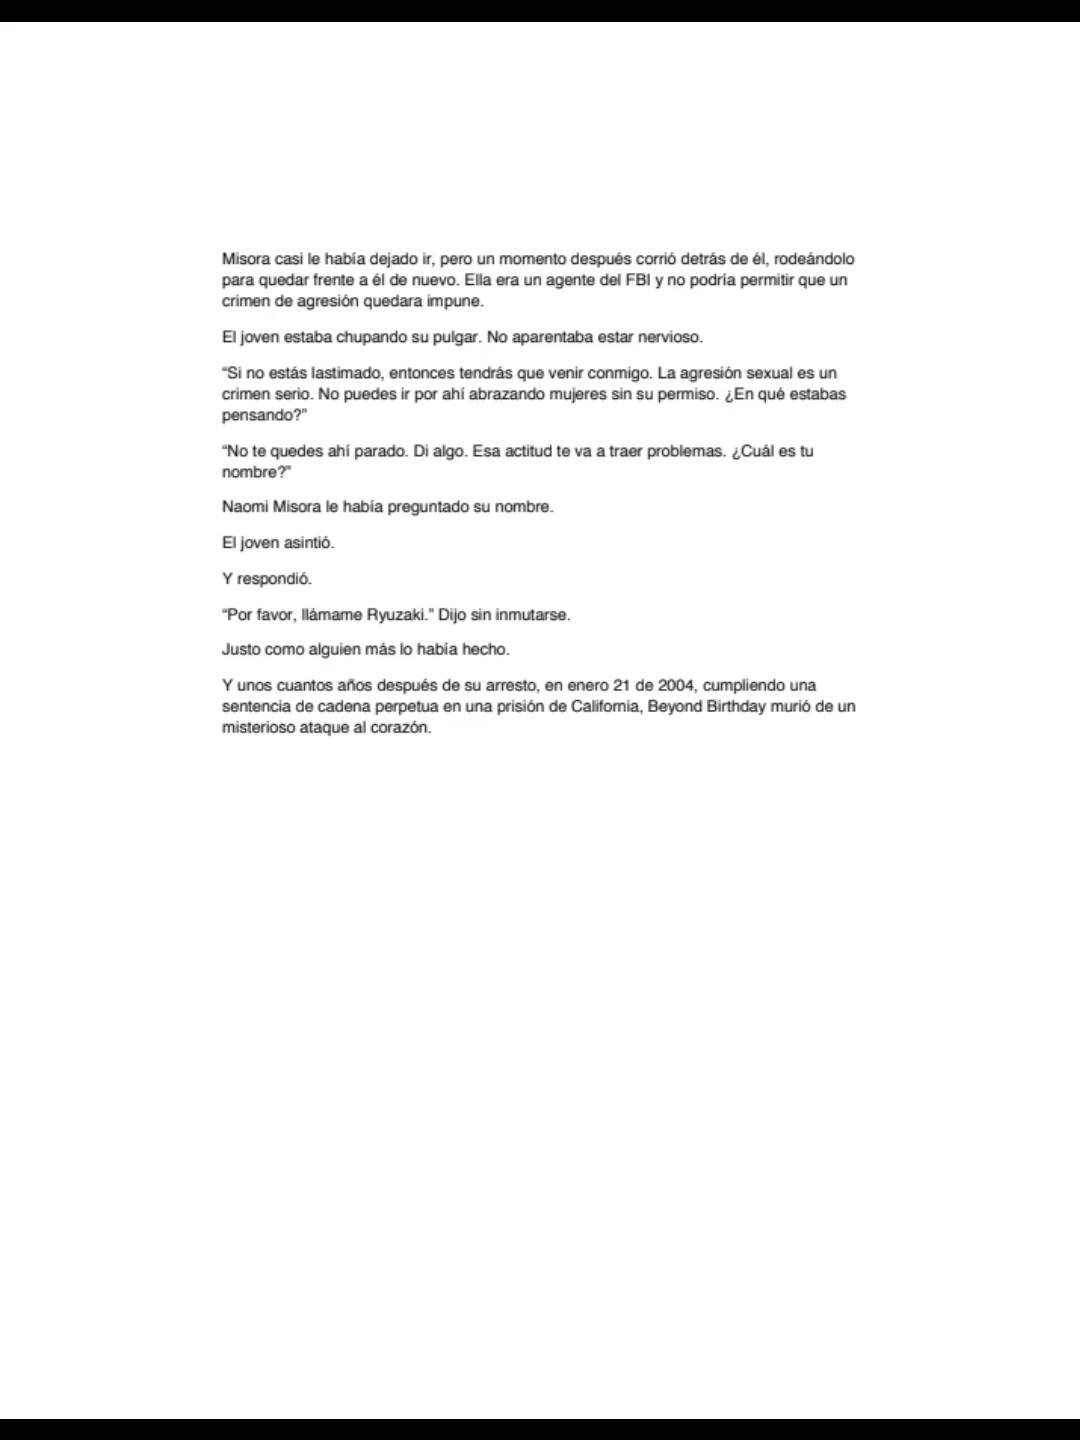 Misora casi le había dejado ir, pero un momento después corrió detrás de él, rodeándolo
para quedar frente a él de nuevo. Ella era un agente del FBI y no podría permitir que un
crimen de agresión quedara impune.
El joven estaba chupando su pulgar. No aparentaba estar nervioso.
“Si no estás lastimado, entonces tendrás que venir conmigo. La agresión sexual es un
crimen serio. No puedes ir por ahí abrazando mujeres sin su permiso. ¿En qué estabas
pensando?”
“No te quedes ahí parado. Di algo. Esa actitud te va a traer problemas. ¿Cuál es tu
nombre?”
Naomi Misora le había preguntado su nombre.
El joven asintió.
Y respondió.
“Por favor, llámame Ryuzaki.” Dijo sin inmutarse.
Justo como alguien más lo había hecho.
Y unos cuantos años después de su arresto, en enero 21 de 2004, cumpliendo una
sentencia de cadena perpetua en una prisión de California, Beyond Birthday murió de un
misterioso ataque al corazón.